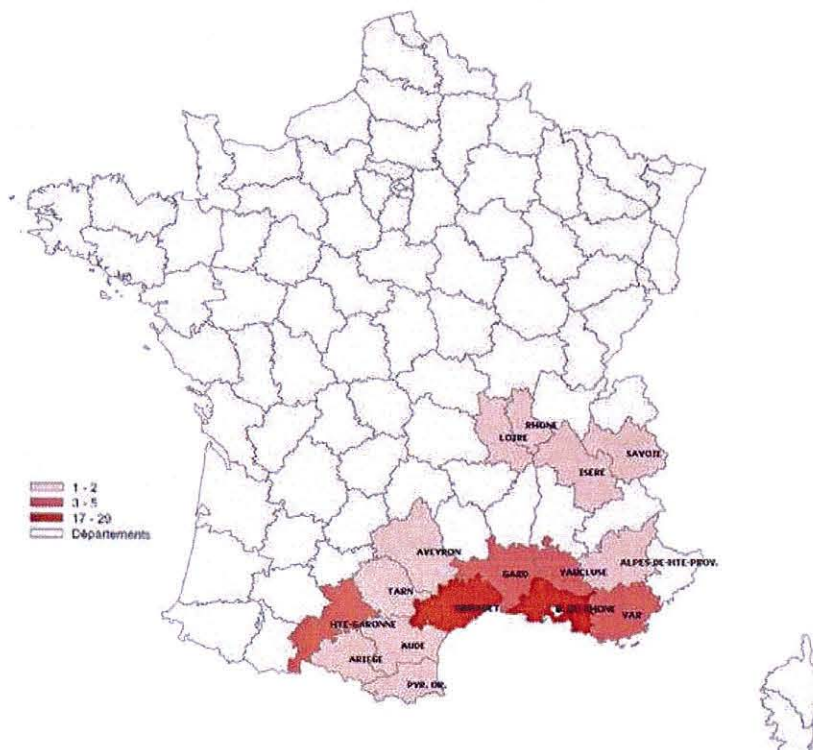 RHONE
LOIRE
SAVOIE
ISERE
1 - 2
3 - 5
17 - 29
Départements
AVEYRON
ALPES-DE-HTE-PROV.
GARD
VAUCLUSE
TARN
HTE-GARONNE
VAR
AUDE
ARIEGE
PYR. OR.